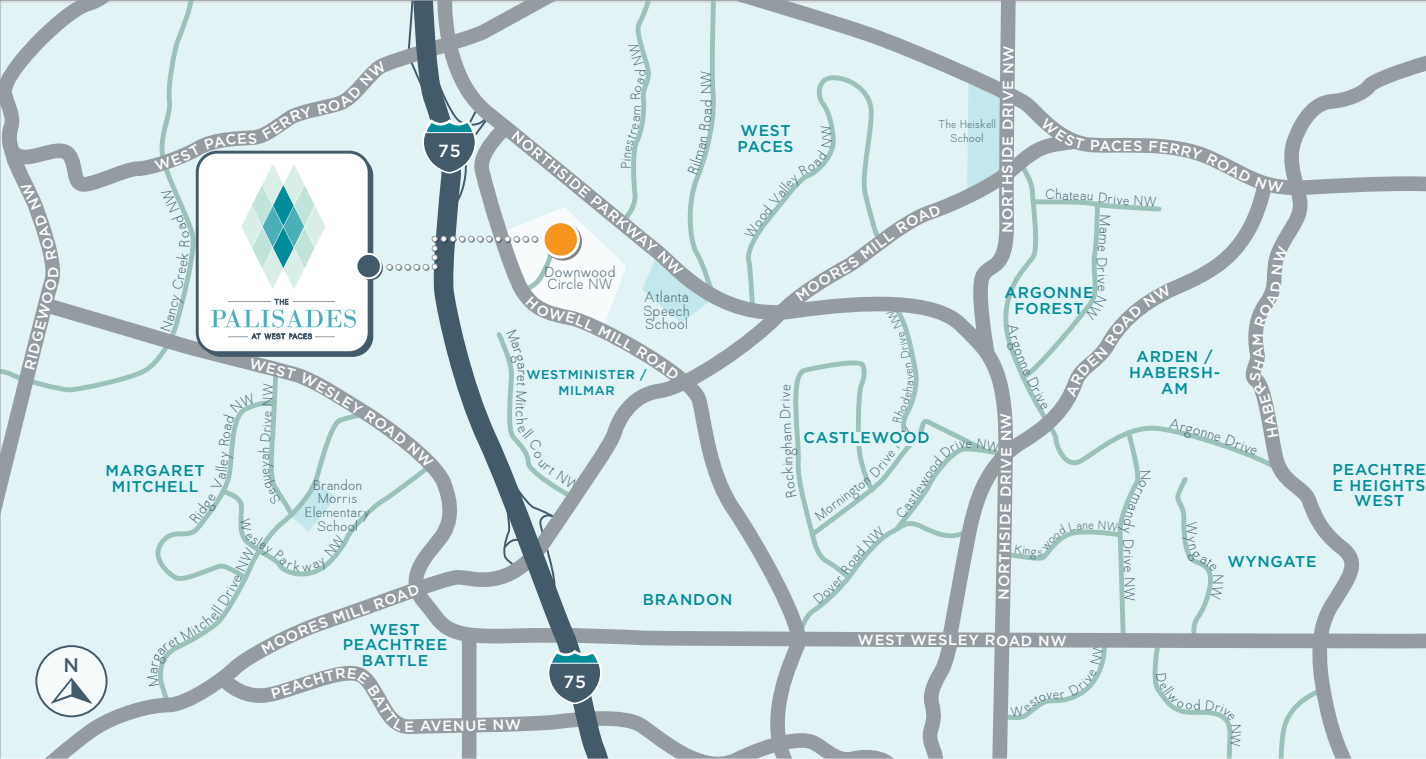 WEST PACES FERRY ROAD NW
75
NORTHSIDE PARKWAY NW
Pinestream Road NW
Rilman Road NW
WEST
PACES
Wood Valley Road NW
The Heiskell
School
NORTHSIDE DRIVE NW
WEST PACES FERRY ROAD NW
Chateau Drive NW
Mame Drive NW
RIDGEWOOD ROAD NW
Nancy Creek Road NW
THE
PALISADES
AT WEST PACES
Downwood
Circle NW
Atlanta
Speech
School
MOORES MILL ROAD
HOWELL MILL ROAD
ARGONNE
FOREST
Argonne Drive
ARDEN ROAD NW
HABERSHAM ROAD NW
ARDEN /
HABERSH-
AM
Argonne Drive
WEST WESLEY ROAD NW
Margaret Mitchell Court NW
WESTMINISTER /
MILMAR
Rhodehaven Drive NW
Rockingham Drive
CASTLEWOOD
Mornington Drive
Castlewood Drive NW
Dover Road NW
NORTHSIDE DRIVE NW
MARGARET
MITCHELL
Ridge Valley Road NW
Sequeyah Drive NW
Brandon
Morris
Elementary
School
Wesley Parkway NW
Margaret Mitchell Drive NW
PEACHTRE
E HEIGHTS
WEST
Kingswood Lane NW
Normandy Drive NW
Wyngate NW
WYNGATE
BRANDON
MOORES MILL ROAD
WEST
PEACHTREE
BATTLE
WEST WESLEY ROAD NW
N
PEACHTREE BATTLE AVENUE NW
75
Westover Drive NW
Dellwood Drive NW